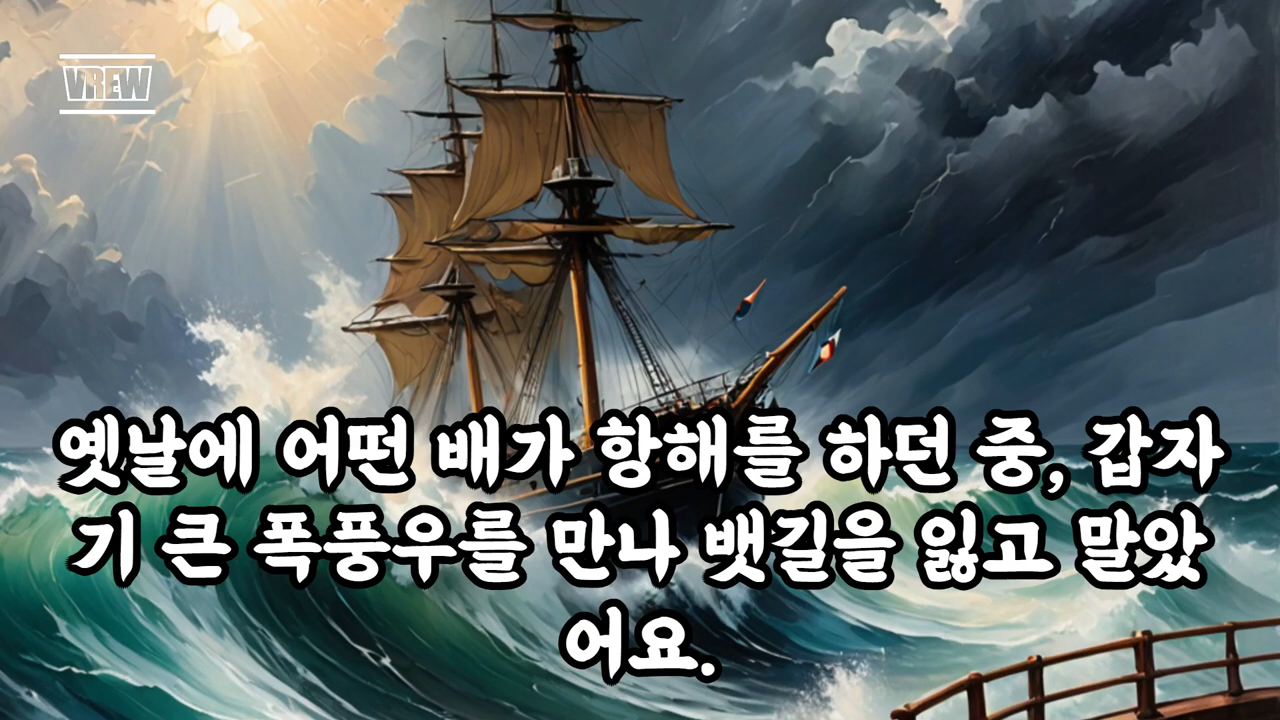 VREW
옛날에 어떤 배가 항해를 하던 중, 갑자
기 큰 폭풍우를 만나 뱃길을 잃고 말았
어요.